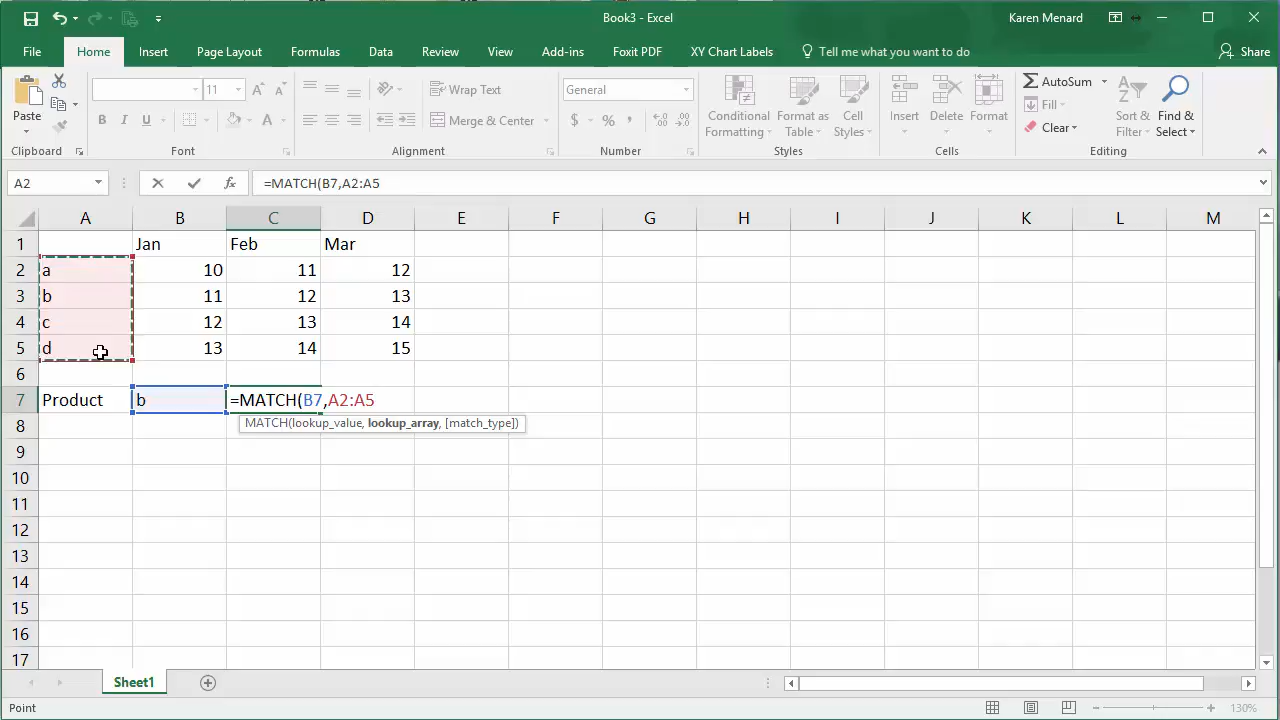 Book3 - Excel
Karen Menard
File Home Insert Page Layout Formulas Data Review View Add-ins Foxit PDF XY Chart Labels Tell me what you want to do Share
Paste
11
Wrap Text
Merge & Center
General
$ % ,
B I U
Conditional Formatting
Format as Table
Cell Styles
Insert Delete Format
AutoSum
Fill
Clear
Sort & Filter
Find & Select
Clipboard Font Alignment Number Styles Cells Editing
A2 fx =MATCH(B7,A2:A5
A B C D E F G H I J K L M
1 Jan Feb Mar
2 a 10 11 12
3 b 11 12 13
4 c 12 13 14
5 d 13 14 15
6
7 Product b =MATCH(B7,A2:A5
MATCH(lookup_value, lookup_array, [match_type])
8
9
10
11
12
13
14
15
16
17
Sheet1
Point 130%